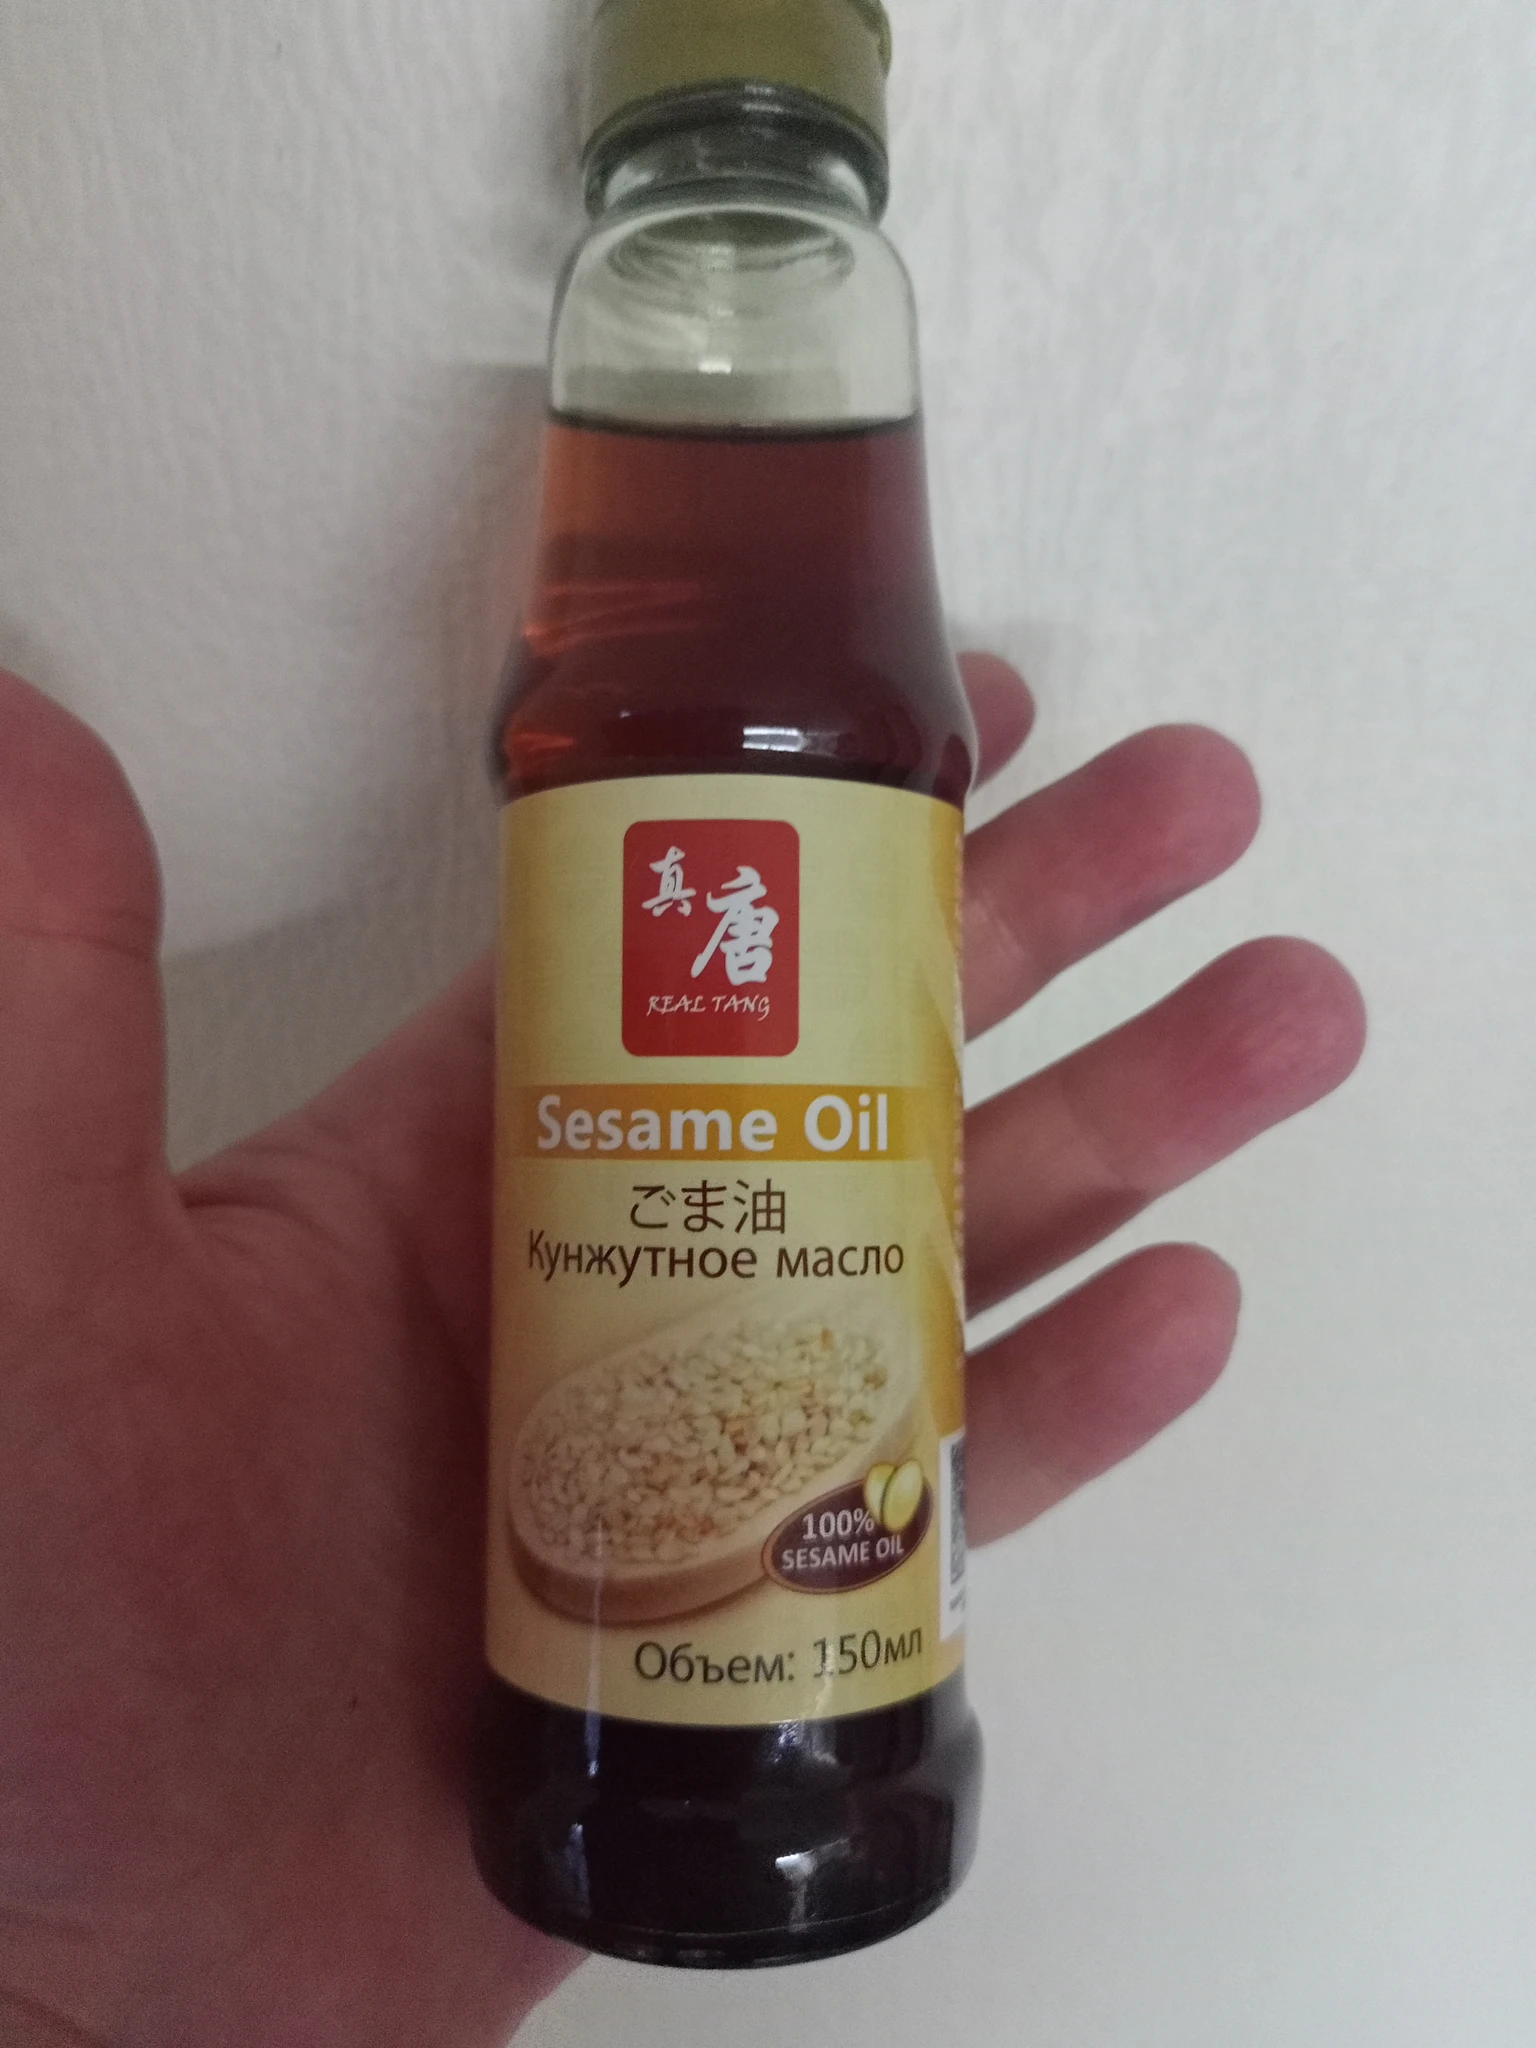 真唐
REAL TANG
Sesame Oil
ごま油
Кунжутное масло
100%
SESAME OIL
Объем: 150мл